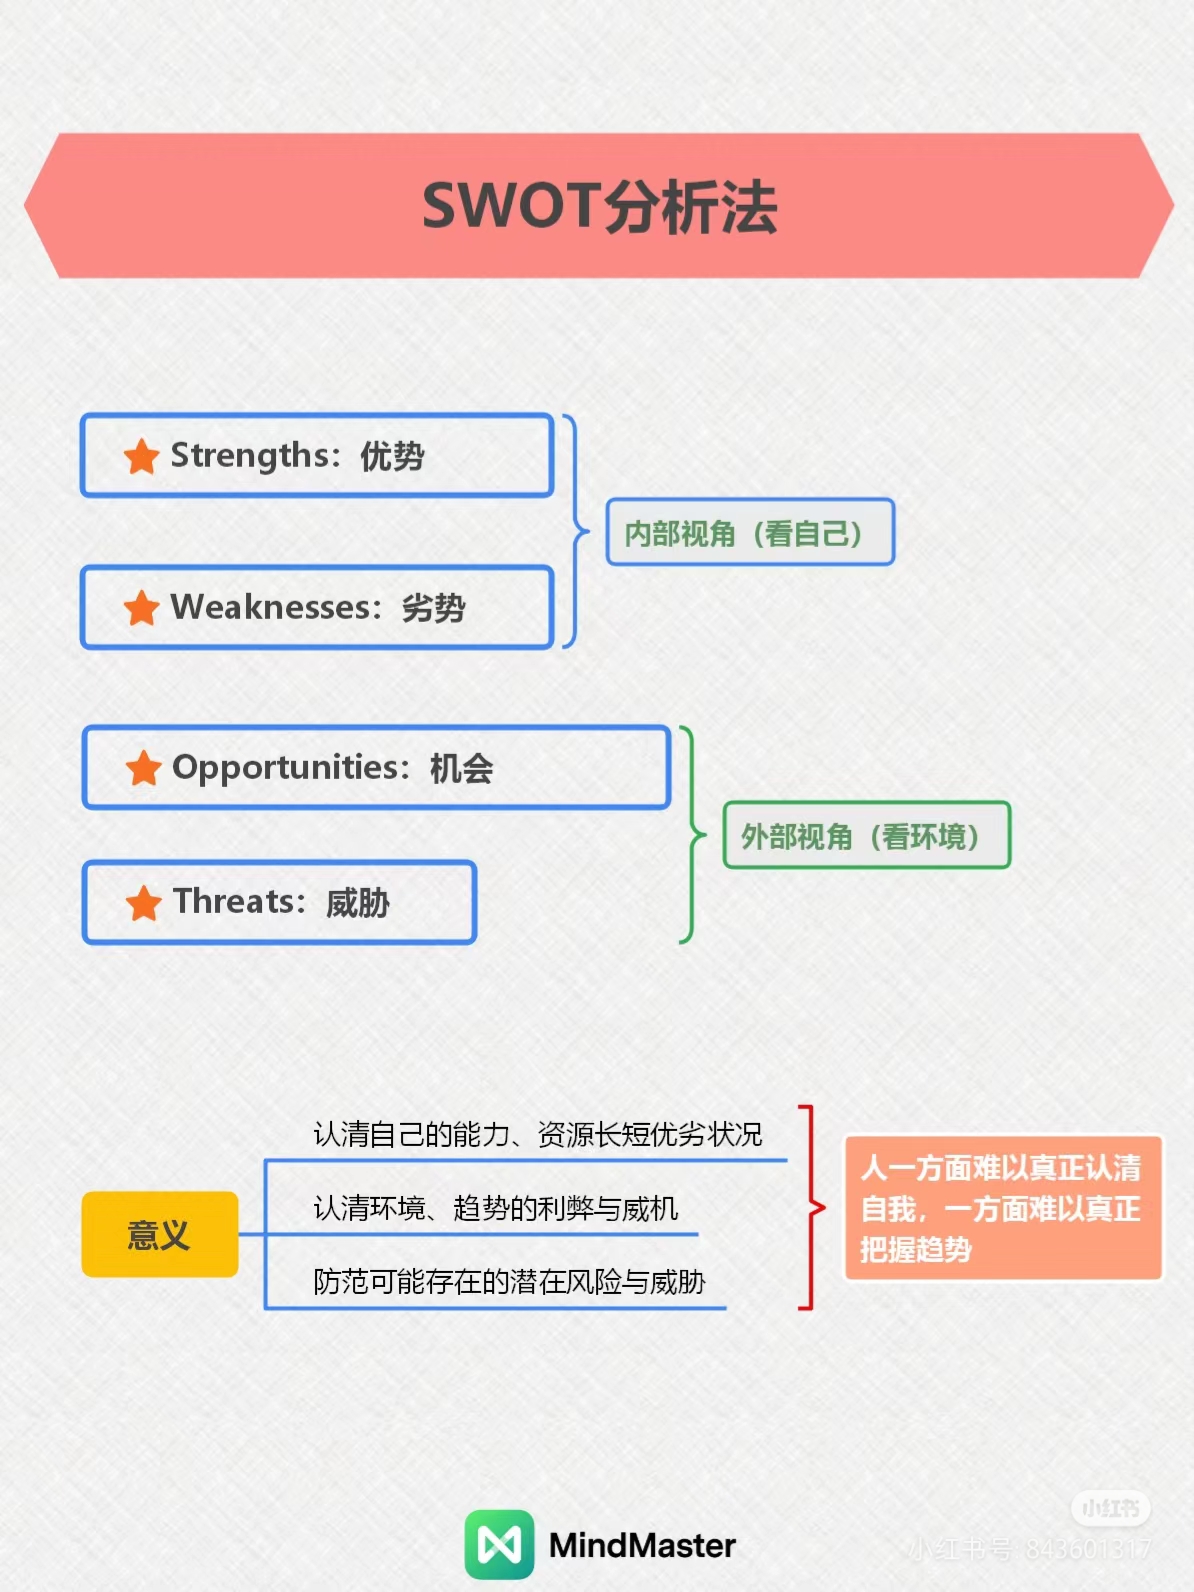 SWOT分析法
Strengths：优势
Weaknesses：劣势
内部视角（看自己）
Opportunities：机会
Threats：威胁
外部视角（看环境）
意义
认清自己的能力、资源长短优劣状况
认清环境、趋势的利弊与威机
防范可能存在的潜在风险与威胁
人一方面难以真正认清
自我，一方面难以真正
把握趋势
MindMaster
小红书
小红书号: 843601317